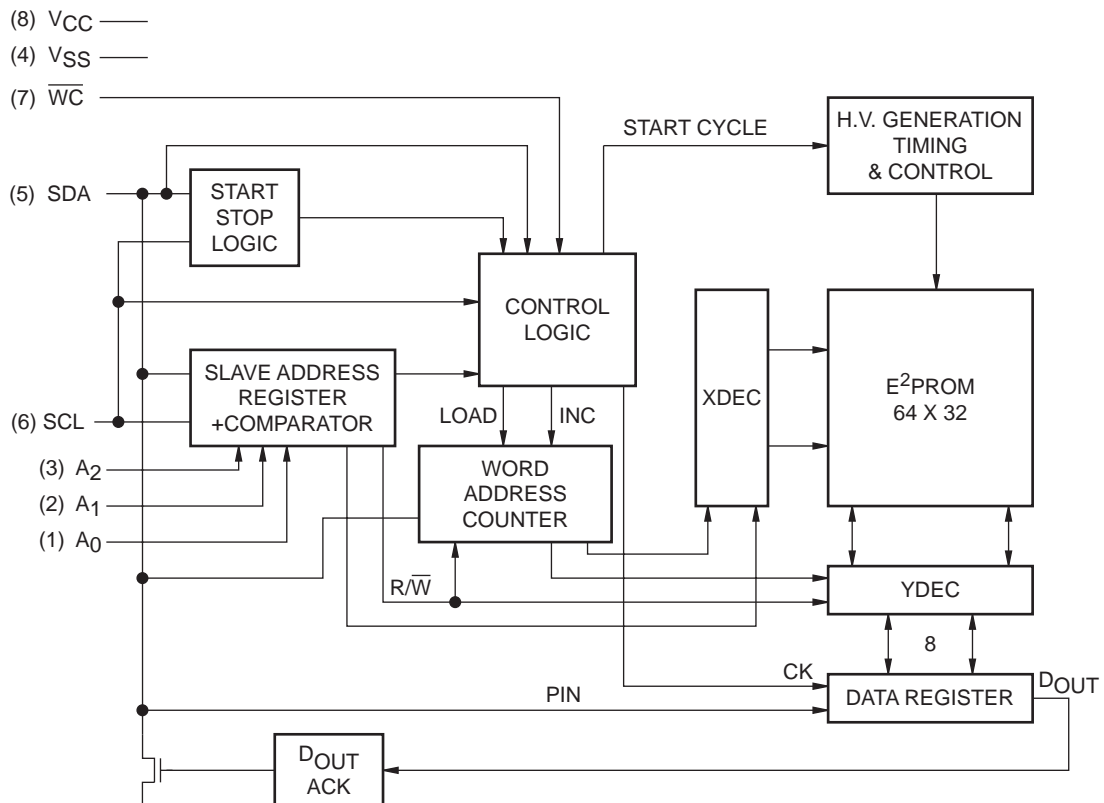 (8) VCC
(4) VSS
(7) W̅C̅
START CYCLE
H.V. GENERATION
TIMING
& CONTROL
(5) SDA
START
STOP
LOGIC
CONTROL
LOGIC
SLAVE ADDRESS
REGISTER
+COMPARATOR
XDEC
E²PROM
64 X 32
LOAD
INC
(6) SCL
(3) A2
(2) A1
(1) A0
WORD
ADDRESS
COUNTER
R/W̅
YDEC
8
CK
PIN
DATA REGISTER
DOUT
DOUT
ACK